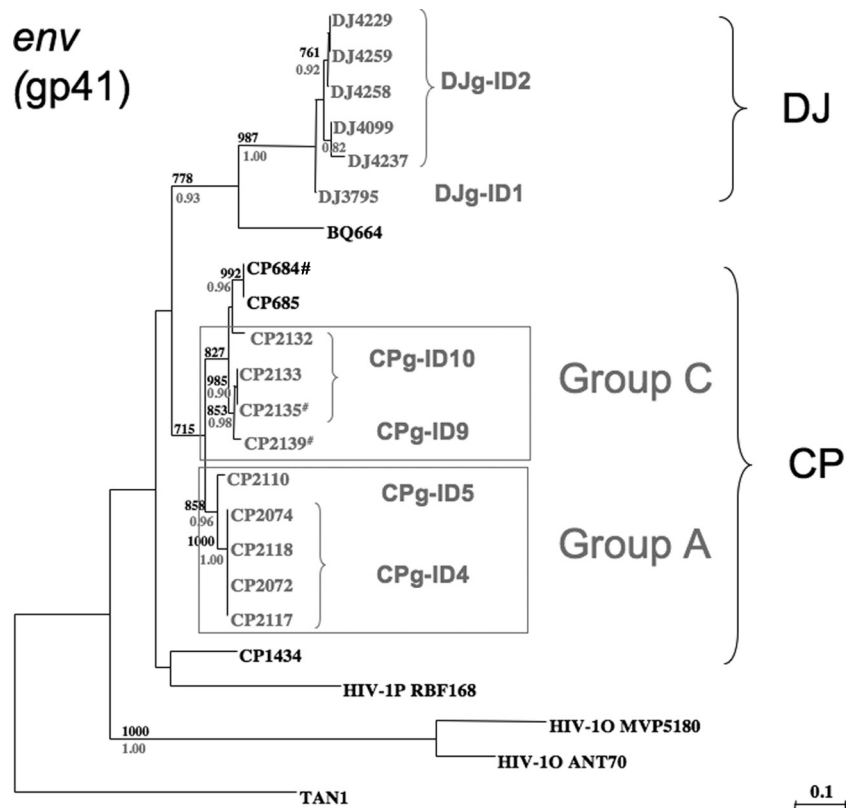 env
(gp41)
DJ4229
761
0.92
DJ4259
DJg-ID2
DJ4258
DJ
DJ4099
987
1.00
0.82
DJ4237
778
0.93
DJ3795
DJg-ID1
BQ664
992
CP684#
0.96
CP685
CP2132
827
CPg-ID10
CP2133
Group C
985
0.90
CP2135#
853
0.98
CPg-ID9
715
CP2139#
CP
CP2110
CPg-ID5
858
0.96
CP2074
Group A
1000
1.00
CP2118
CPg-ID4
CP2072
CP2117
CP1434
HIV-1P RBF168
1000
1.00
HIV-1O MVP5180
HIV-1O ANT70
TAN1
0.1